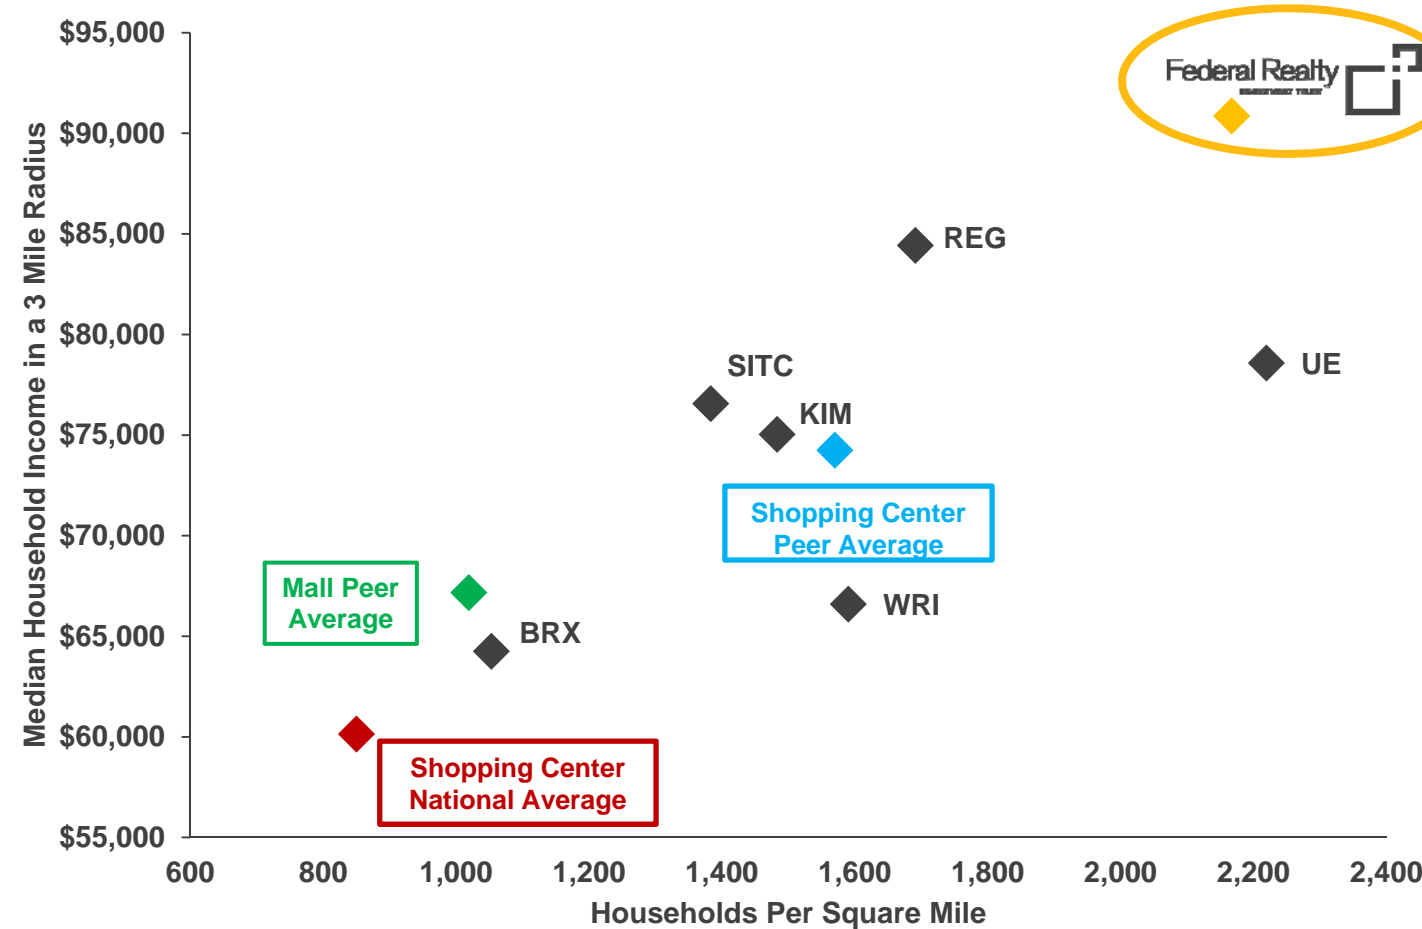 $95,000
$90,000
$85,000
$80,000
$75,000
$70,000
$65,000
$60,000
$55,000
Median Household Income in a 3 Mile Radius
Federal Realty
INVESTMENT TRUST
REG
UE
SITC
KIM
Shopping Center
Peer Average
Mall Peer
Average
WRI
BRX
Shopping Center
National Average
600 800 1,000 1,200 1,400 1,600 1,800 2,000 2,200 2,400
Households Per Square Mile